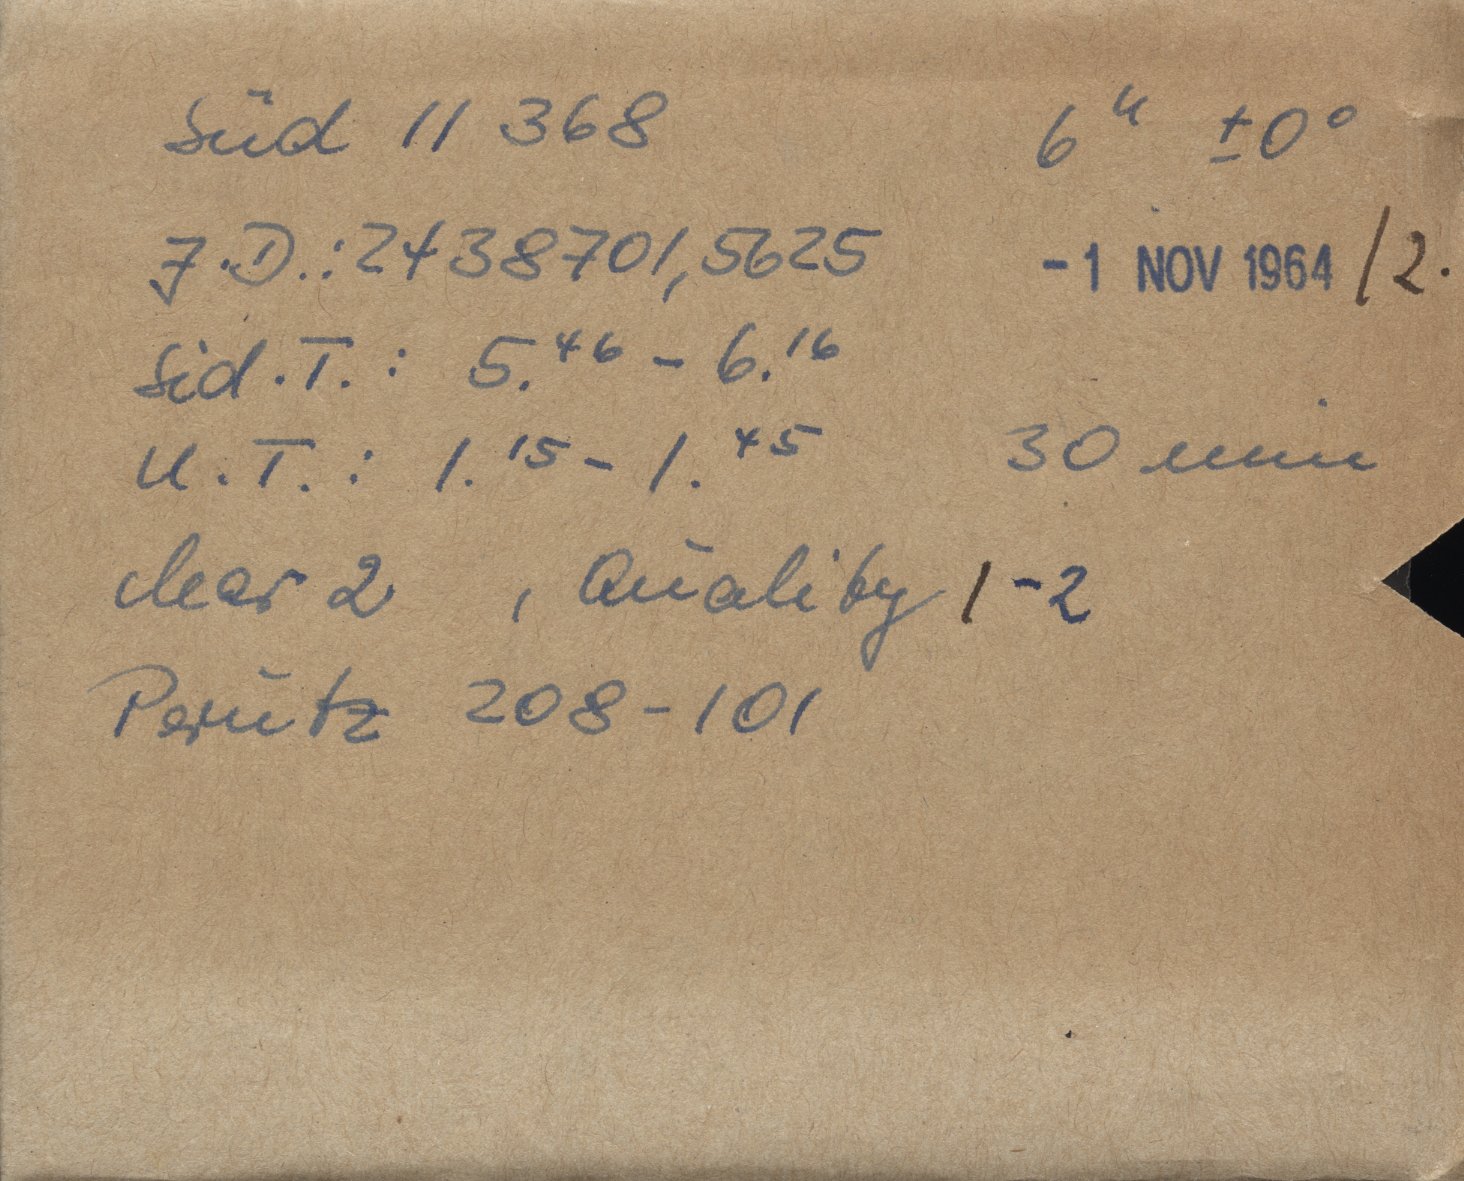 Süd 11 368 6ʰ ±0°
J.D.: 2438701,5625 -1 NOV 1964 /2.
Sid.T.: 5.⁴⁶ - 6.¹⁶
U.T.: 1.¹⁵ - 1.⁴⁵ 30 min
clear 2 , Quality 1-2
Perutz 208-101